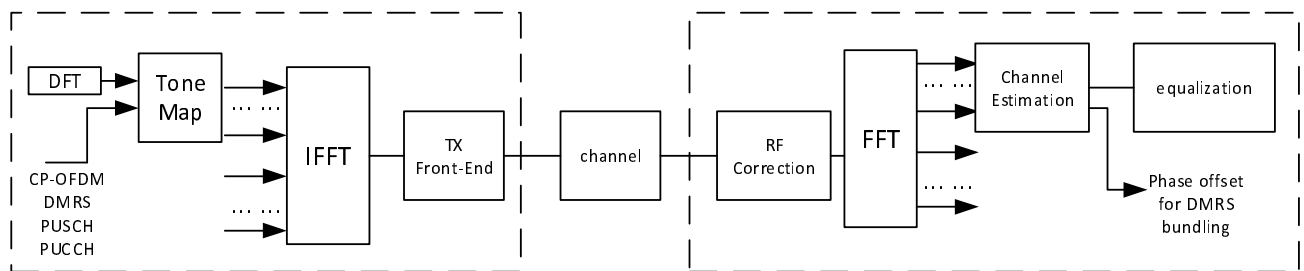 DFT
Tone
Map
... ...
... ...
CP-OFDM
DMRS
PUSCH
PUCCH
IFFT
TX
Front-End
channel
RF
Correction
FFT
... ...
... ...
Channel
Estimation
equalization
Phase offset
for DMRS
bundling